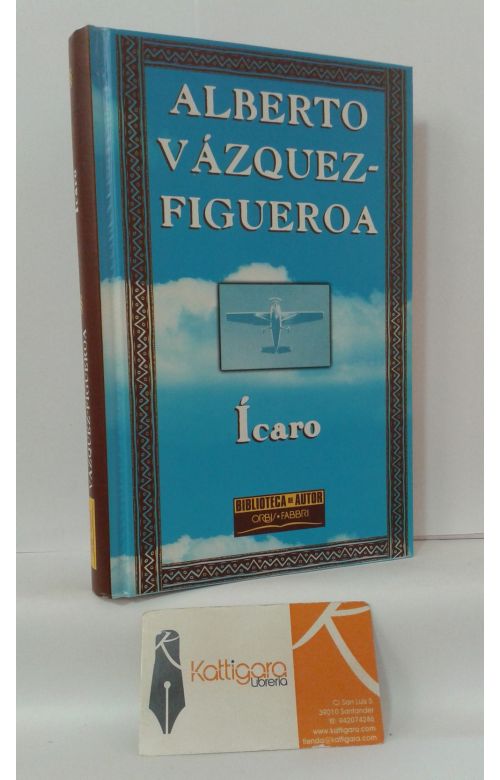 ALBERTO
VÁZQUEZ-
FIGUEROA
Ícaro
BIBLIOTECA DE AUTOR
ORBIS • FABBRI
Ícaro
VÁZQUEZ-FIGUEROA
Kattigara
Librería
C/ San Luis 5
39010 Santander
tlf: 942074286
www.kattigara.com
tienda@kattigara.com